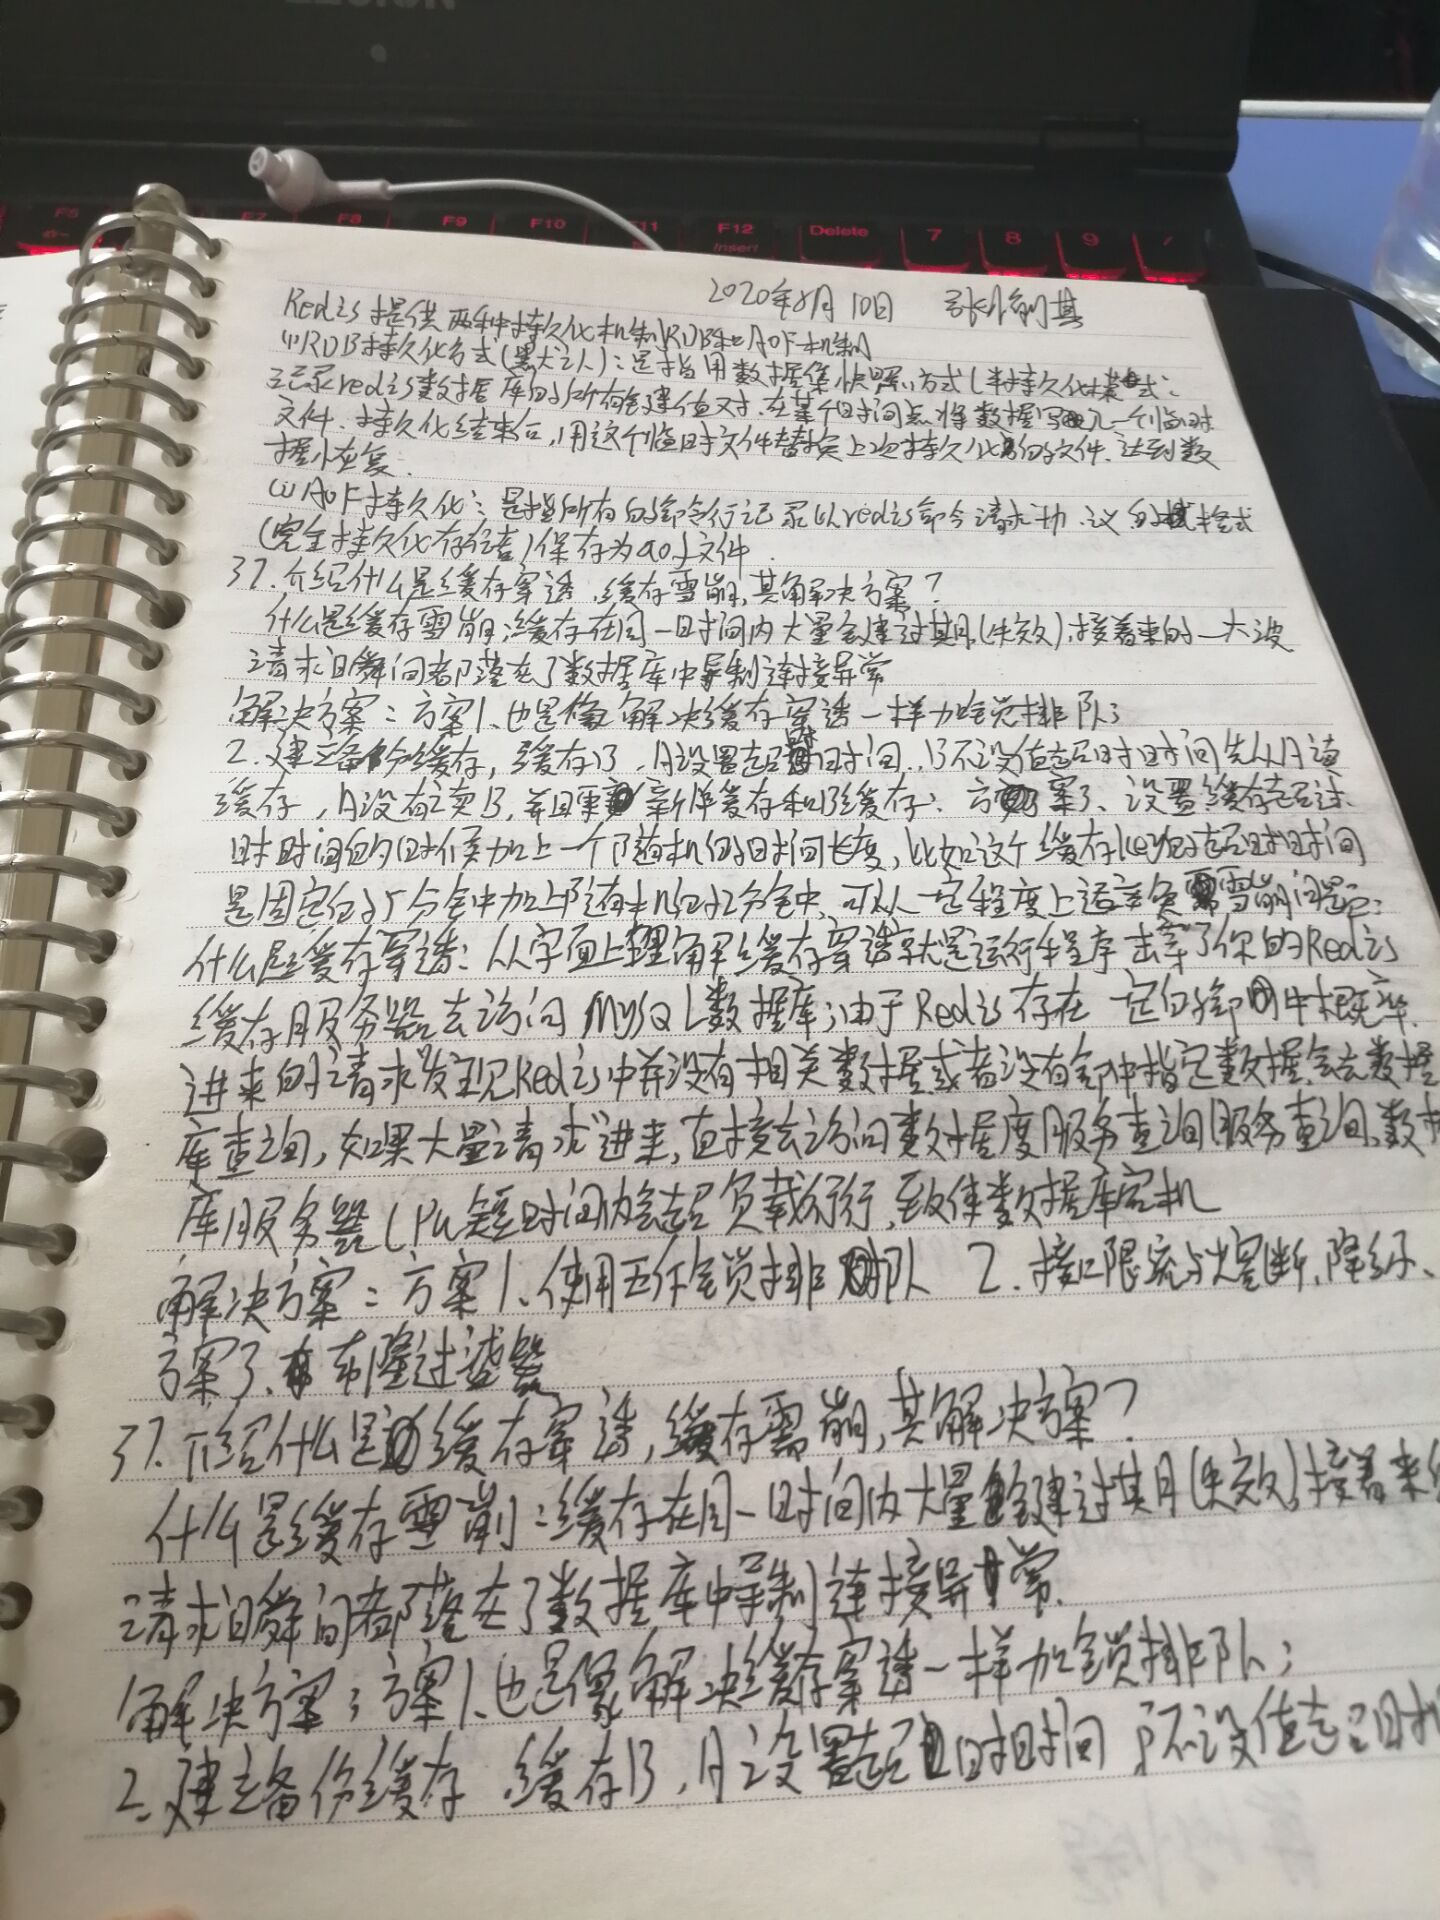 F5 F7 F8 F9 F10 F11 F12 Delete 7 8 9
Insert
2020年8月10日
Redis提供两种持久化机制RDB和AOF机制
(1)RDB持久化方式(默认):是指用数据集快照方式(半持久化模式:
记录redis数据库的所有键值对.在某个时间点将数据写入一个临时
文件.持久化结束后,用这个临时文件替换上次持久化的文件.达到数
据恢复.
(2)AOF持久化:是指所有的命令行记录以redis命令请求协议的格式
(完全持久化存储)保存为aof文件.
37.介绍什么是缓存穿透,缓存雪崩,其解决方案?
什么是缓存雪崩:缓存在同一时间内大量键过期(失效),接着来的一大波
请求瞬间都落在了数据库中导制连接异常
解决方案:方案1、也是像解决缓存穿透一样加锁排队;
2.建立备份缓存,缓存B,A设置超时时间,B不设值超时时间先从A读
缓存,A没有读B,并且更新A缓存和B缓存;方案3、设置缓存超过
时时间的时候加上一个随机的时间长度,比如这个缓存key的超时时间
是固定的5分钟中加上随机的2分钟,可从一定程度上避免雪崩问题;
什么是缓存穿透:从字面上理解缓存穿透就是运行程序击穿了你的Redis
缓存服务器去访问MySQL数据库;由于Redis存在一定的命中概率.
进来的请求发现Redis中并没有相关数据或者没有命中指定数据,会去数据
库查询,如果大量请求进来,直接去访问数据库服务查询服务查询、数据
库服务器CPU短时间内会超负载行行,致使数据库宕机
解决方案:方案1、使用互斥锁排队 2.接口限流与熔断、降级、
方案3、布隆过滤器
37.介绍什么是缓存穿透,缓存雪崩,其解决方案?
什么是缓存雪崩:缓存在同一时间内大量键过期(失效),接着来的
请求瞬间都落在了数据库中导制连接异常.
解决方案:方案1、也是像解决缓存穿透一样加锁排队;
2.建立备份缓存.缓存B,A设置超时时间,B不设值超时